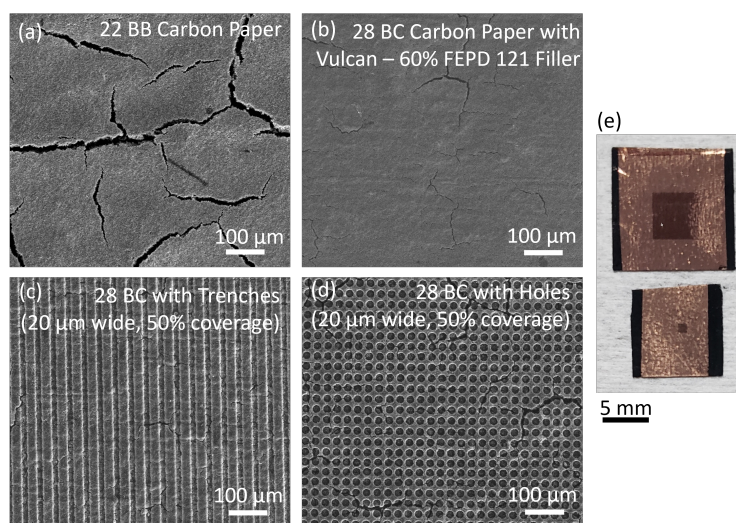 (a)
22 BB Carbon Paper
100 µm
(b)
28 BC Carbon Paper with
Vulcan – 60% FEPD 121 Filler
100 µm
(c)
28 BC with Trenches
(20 µm wide, 50% coverage)
100 µm
(d)
28 BC with Holes
(20 µm wide, 50% coverage)
100 µm
(e)
5 mm